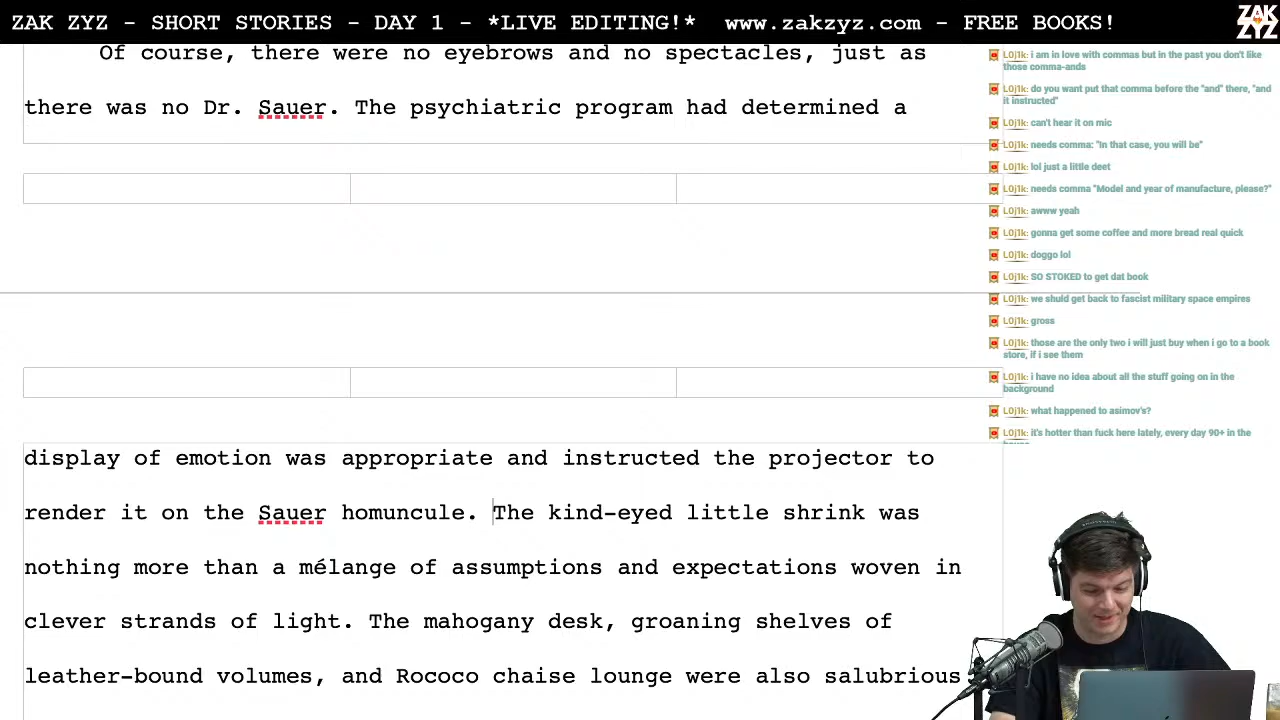 ZAK ZYZ - SHORT STORIES - DAY 1 - *LIVE EDITING!*  www.zakzyz.com - FREE BOOKS!
ZAK
ZYZ
Of course, there were no eyebrows and no spectacles, just as
there was no Dr. Sauer. The psychiatric program had determined a
display of emotion was appropriate and instructed the projector to
render it on the Sauer homuncule. The kind-eyed little shrink was
nothing more than a mélange of assumptions and expectations woven in
clever strands of light. The mahogany desk, groaning shelves of
leather-bound volumes, and Rococo chaise lounge were also salubrious
L0j1k: i am in love with commas but in the past you don't like
those comma-ands
L0j1k: do you want put that comma before the "and" there, "and
it instructed"
L0j1k: can't hear it on mic
L0j1k: needs comma: "In that case, you will be"
L0j1k: lol just a little deet
L0j1k: needs comma "Model and year of manufacture, please?"
L0j1k: awww yeah
L0j1k: gonna get some coffee and more bread real quick
L0j1k: doggo lol
L0j1k: SO STOKED to get dat book
L0j1k: we shuld get back to fascist military space empires
L0j1k: gross
L0j1k: those are the only two i will just buy when i go to a book
store, if i see them
L0j1k: i have no idea about all the stuff going on in the
background
L0j1k: what happened to asimov's?
L0j1k: it's hotter than fuck here lately, every day 90+ in the